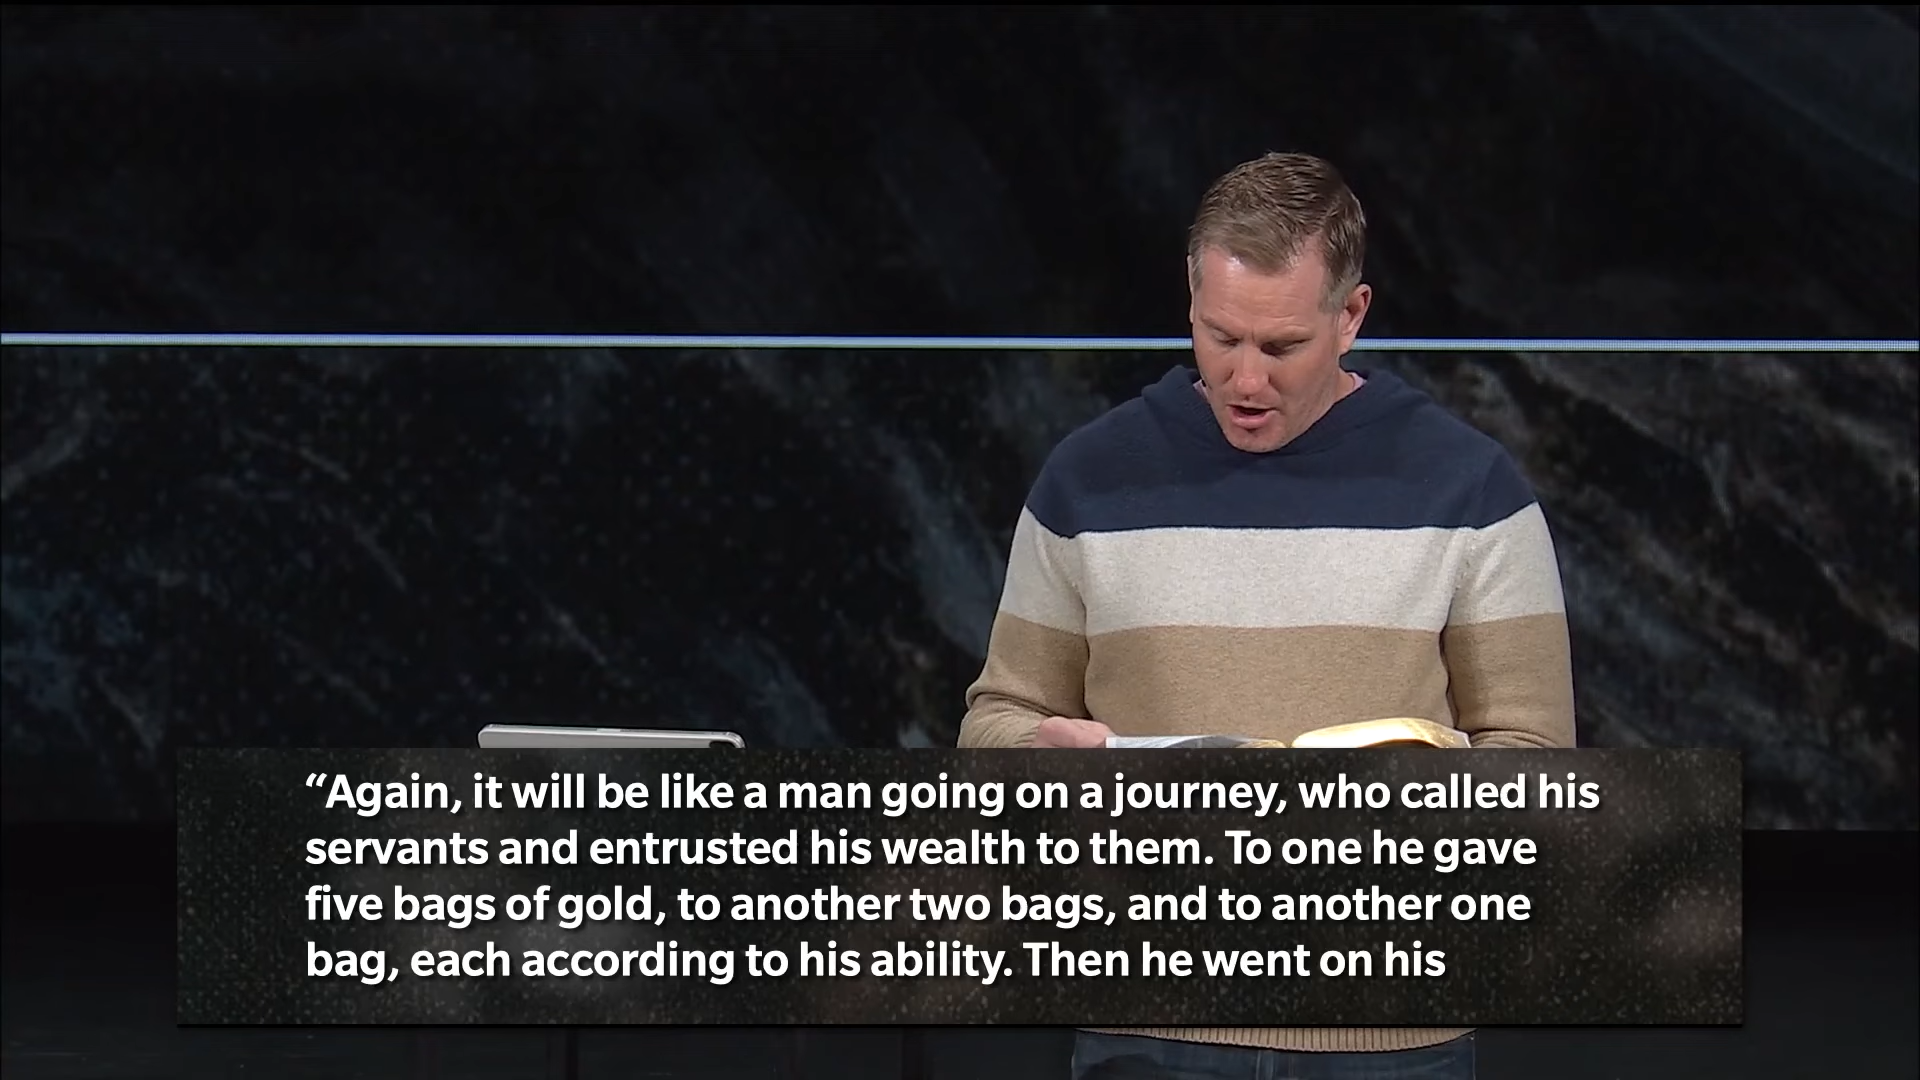 “Again, it will be like a man going on a journey, who called his
servants and entrusted his wealth to them. To one he gave
five bags of gold, to another two bags, and to another one
bag, each according to his ability. Then he went on his